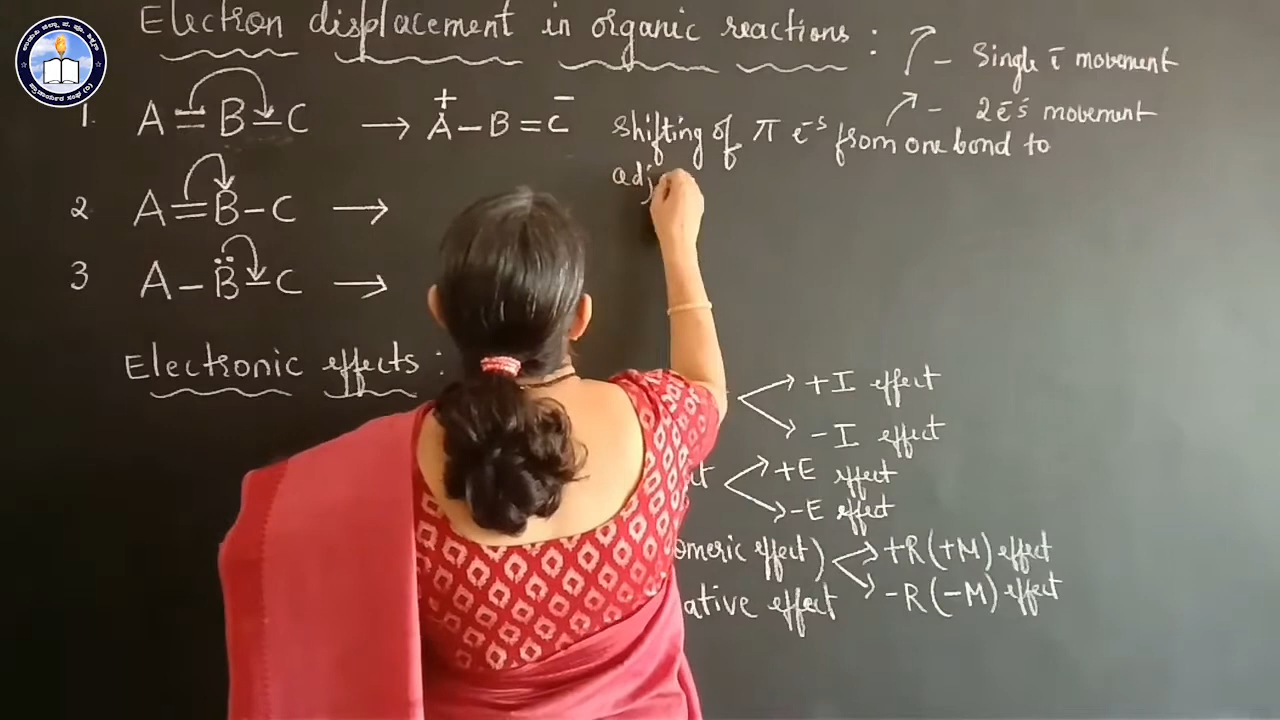 Electron displacement in organic reactions :
– Single ē movement
– 2ēs movement
1. A = B – C → A⁺ – B = C⁻ Shifting of π e⁻s from one bond to
adj
2 A = B – C →
3 A – B̈ – C →
Electronic effects :
+I effect
-I effect
+E effect
-E effect
omeric effect) +R(+M) effect
-R(-M) effect
ative effect